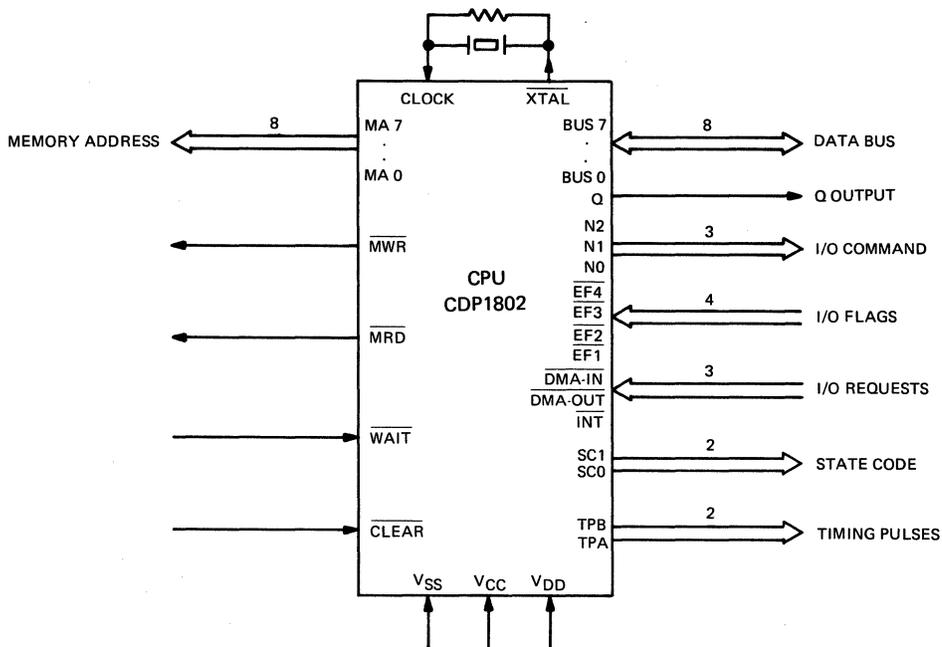 CLOCK
XTAL
MEMORY ADDRESS
8
MA 7
.
.
MA 0
MWR
MRD
WAIT
CLEAR
CPU
CDP1802
BUS 7
.
.
BUS 0
8
DATA BUS
Q
Q OUTPUT
N2
N1
N0
3
I/O COMMAND
EF4
EF3
EF2
EF1
4
I/O FLAGS
DMA-IN
DMA-OUT
INT
3
I/O REQUESTS
SC1
SC0
2
STATE CODE
TPB
TPA
2
TIMING PULSES
VSS
VCC
VDD